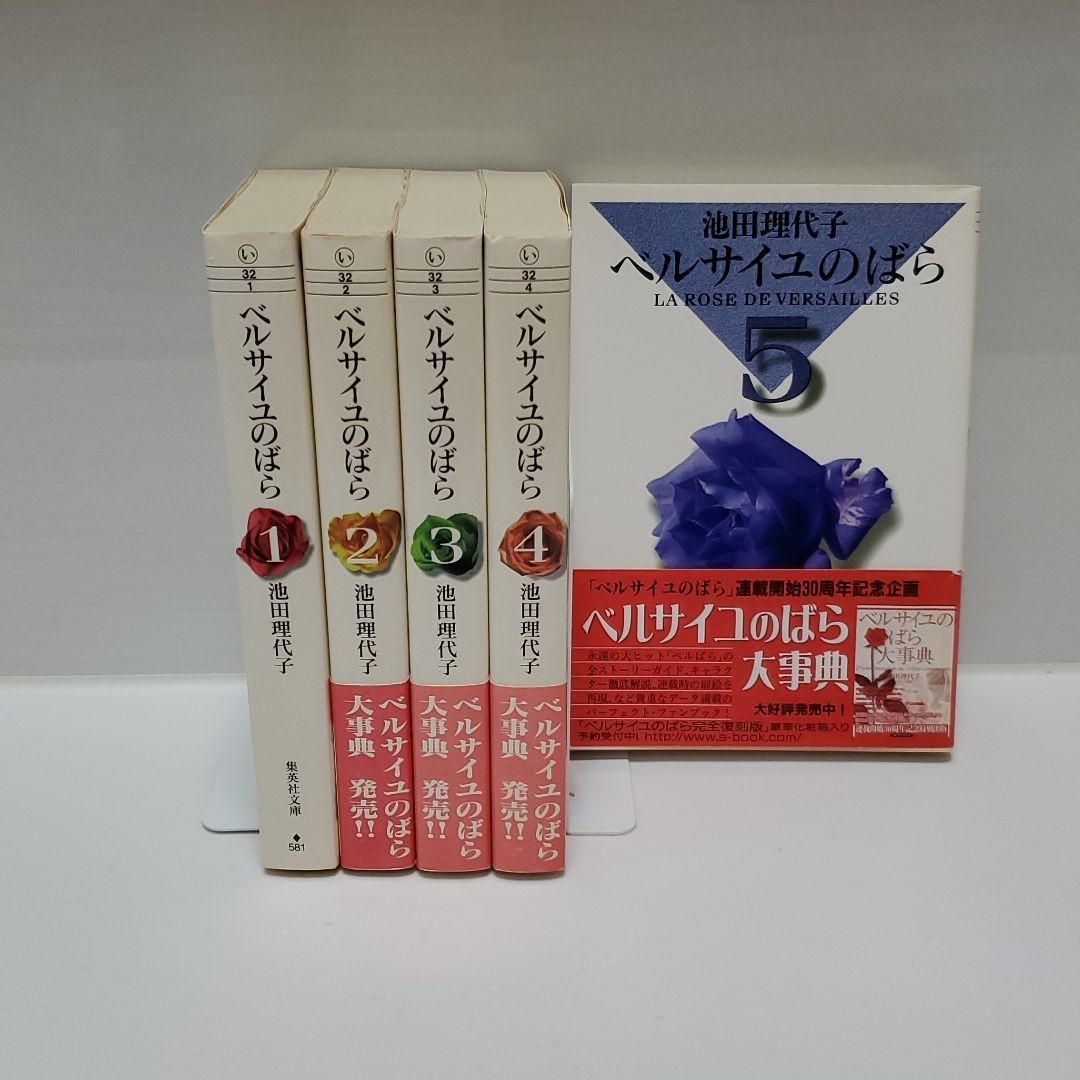 い
32
1
ベルサイユのばら
1
池田理代子
集英社文庫
581
い
32
2
ベルサイユのばら
2
池田理代子
ベルサイユのばら
大事典 発売!!
い
32
3
ベルサイユのばら
3
池田理代子
ベルサイユのばら
大事典 発売!!
い
32
4
ベルサイユのばら
4
池田理代子
ベルサイユのばら
大事典 発売!!
池田理代子
ベルサイユのばら
LA ROSE DE VERSAILLES
5
「ベルサイユのばら」連載開始30周年記念企画
ベルサイユのばら
大事典
永遠の大ヒット「ベルばら」の
全ストーリーガイド、キャラク
ター徹底解説、連載時の扉絵を
再現、など貴重なデータ満載の
パーフェクト・ファンブック!
大好評発売中!
「ベルサイユのばら完全復刻版」豪華化粧箱入り
予約受付中! http://www.s-book.com/
ベルサイユの
ばら
大事典